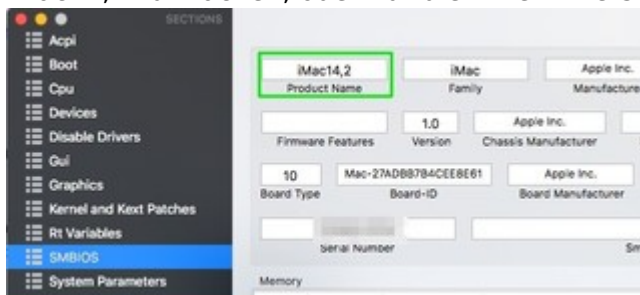 SECTIONS
Acpi
Boot
Cpu
Devices
Disable Drivers
Gui
Graphics
Kernel and Kext Patches
Rt Variables
SMBIOS
System Parameters
iMac14,2 iMac Apple Inc.
Product Name Family Manufacture
1.0 Apple Inc.
Firmware Features Version Chassis Manufacturer
10 Mac-27ADBB7B4CEE8E61 Apple Inc.
Board Type Board-ID Board Manufacturer
Serial Number Sm
Memory